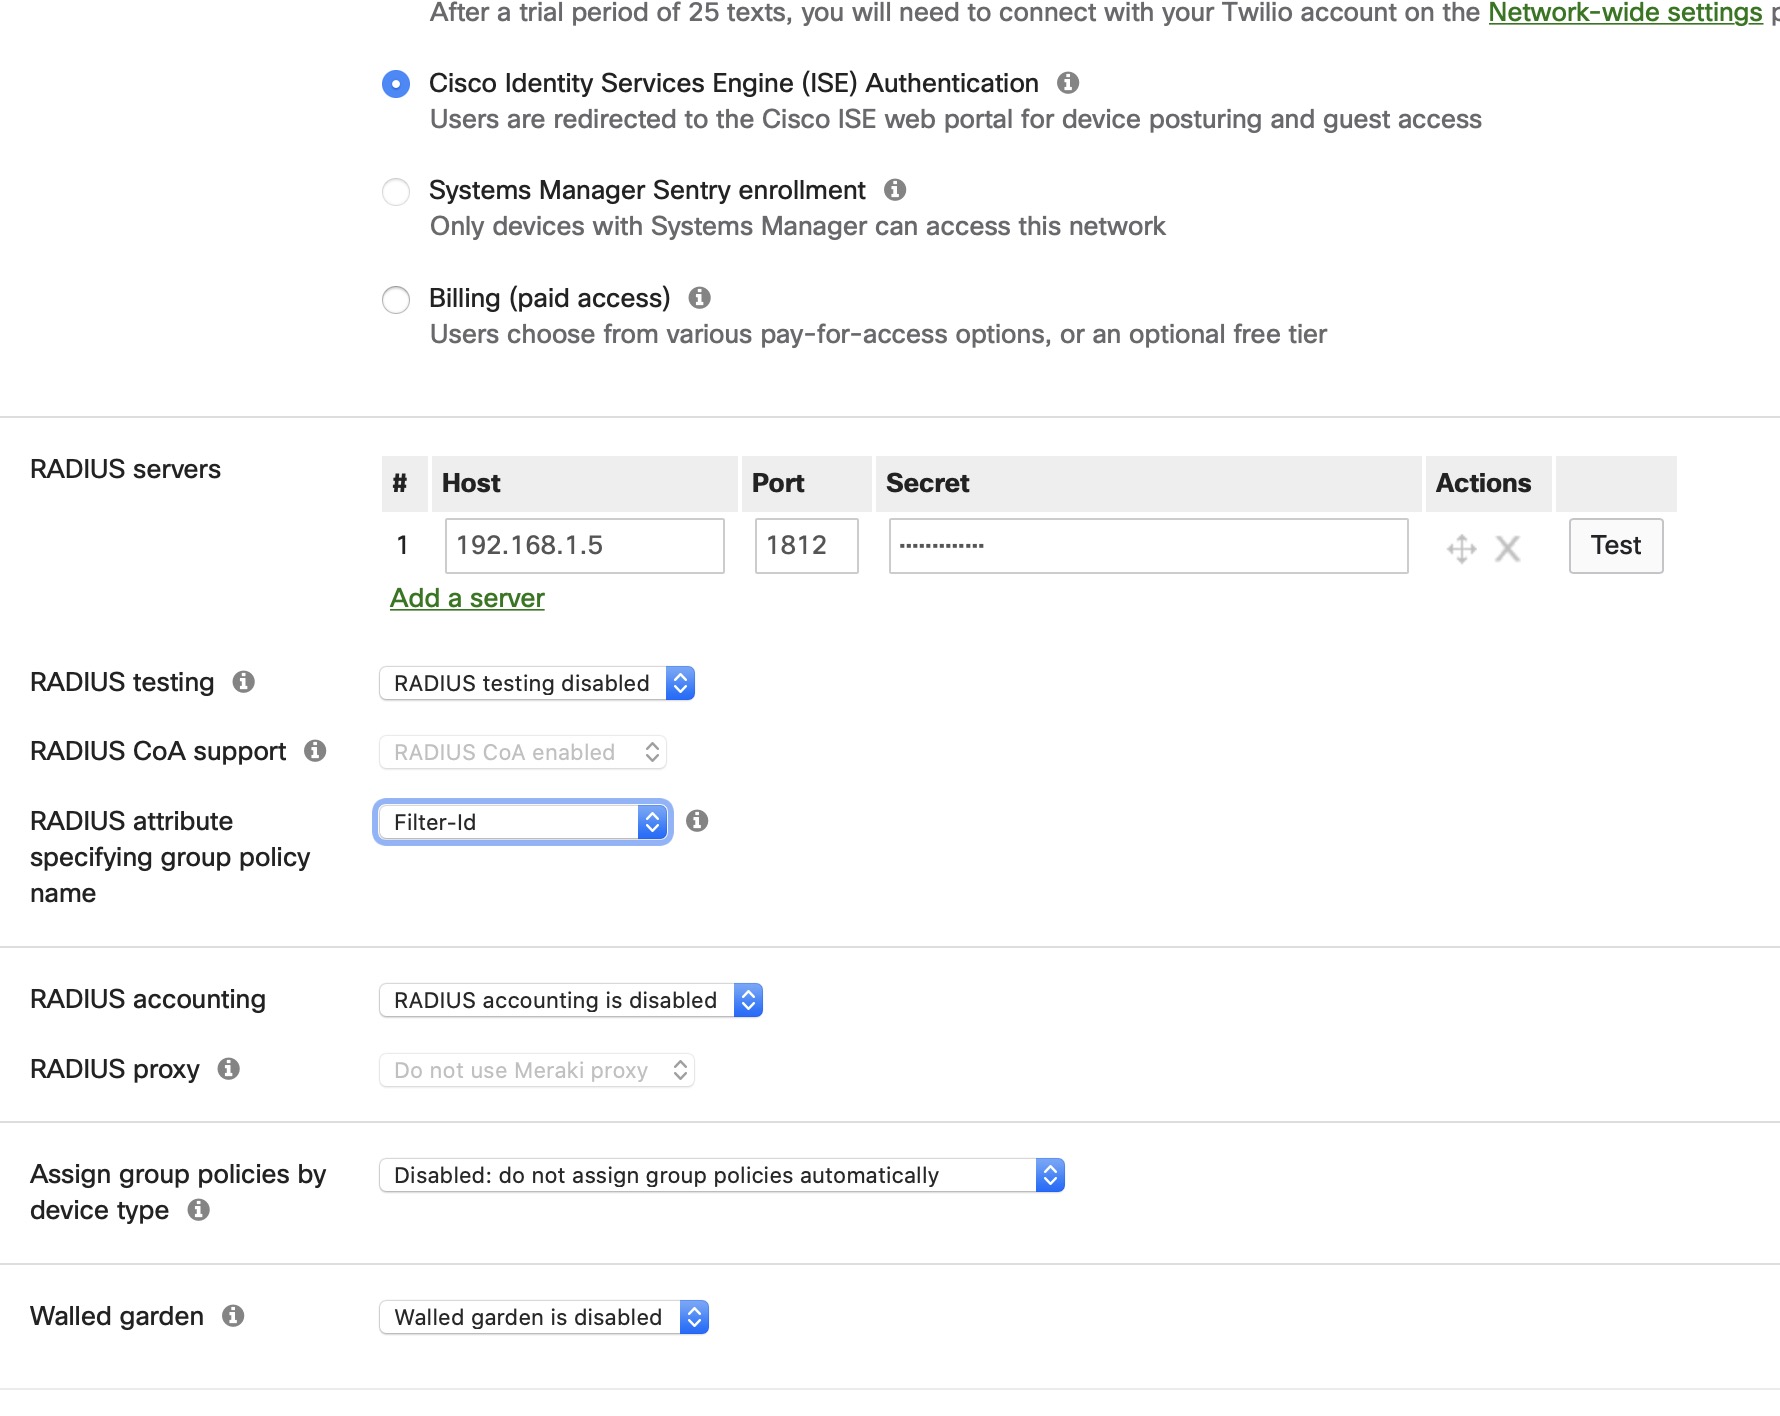 After a trial period of 25 texts, you will need to connect with your Twilio account on the Network-wide settings
Cisco Identity Services Engine (ISE) Authentication
Users are redirected to the Cisco ISE web portal for device posturing and guest access
Systems Manager Sentry enrollment
Only devices with Systems Manager can access this network
Billing (paid access)
Users choose from various pay-for-access options, or an optional free tier
RADIUS servers
# Host Port Secret Actions
1 192.168.1.5 1812 ············· X Test
Add a server
RADIUS testing RADIUS testing disabled
RADIUS CoA support RADIUS CoA enabled
RADIUS attribute
specifying group policy
name
Filter-Id
RADIUS accounting RADIUS accounting is disabled
RADIUS proxy Do not use Meraki proxy
Assign group policies by
device type
Disabled: do not assign group policies automatically
Walled garden Walled garden is disabled